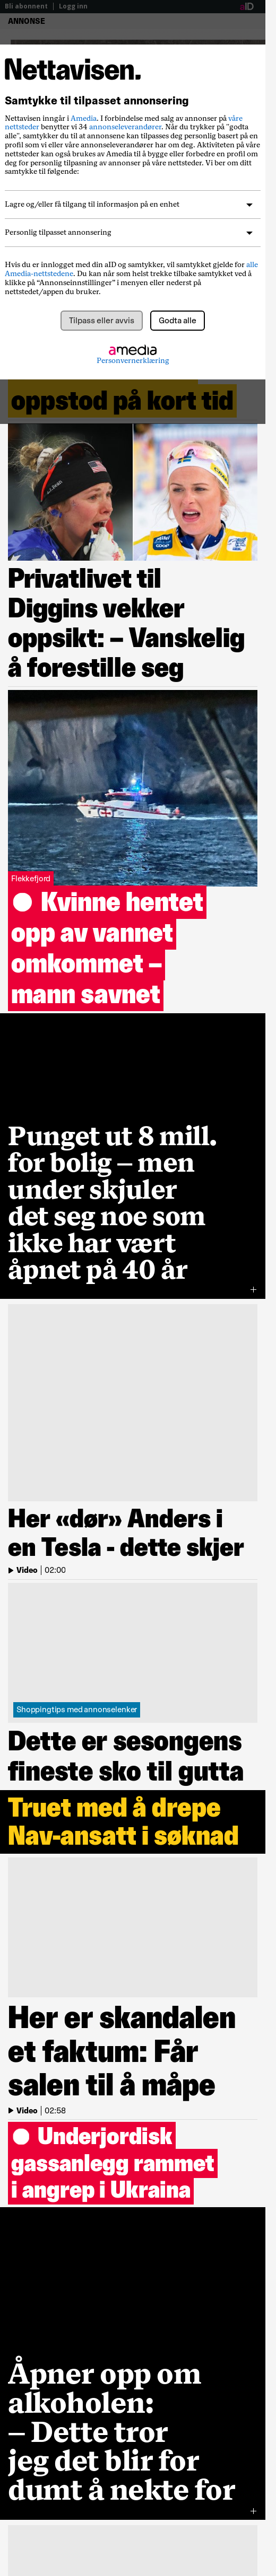 Bli abonnent | Logg inn
aID
ANNONSE
Nettavisen.
Samtykke til tilpasset annonsering
Nettavisen inngår i Amedia. I forbindelse med salg av annonser på våre
nettsteder benytter vi 34 annonseleverandører. Når du trykker på "godta
alle", samtykker du til at annonsene kan tilpasses deg personlig basert på en
profil som vi eller våre annonseleverandører har om deg. Aktiviteten på våre
nettsteder kan også brukes av Amedia til å bygge eller forbedre en profil om
deg for personlig tilpasning av annonser på våre nettsteder. Vi ber om ditt
samtykke til følgende:
Lagre og/eller få tilgang til informasjon på en enhet
Personlig tilpasset annonsering
Hvis du er innlogget med din aID og samtykker, vil samtykket gjelde for alle
Amedia-nettstedene. Du kan når som helst trekke tilbake samtykket ved å
klikke på “Annonseinnstillinger” i menyen eller nederst på
nettstedet/appen du bruker.
Tilpass eller avvis
Godta alle
amedia
Personvernerklæring
oppstod på kort tid
Privatlivet til
Diggins vekker
oppsikt: – Vanskelig
å forestille seg
Flekkefjord
Kvinne hentet
opp av vannet
omkommet –
mann savnet
Punget ut 8 mill.
for bolig – men
under skjuler
det seg noe som
ikke har vært
åpnet på 40 år
Her «dør» Anders i
en Tesla - dette skjer
Video | 02:00
Shoppingtips med annonselenker
Dette er sesongens
fineste sko til gutta
Truet med å drepe
Nav-ansatt i søknad
Her er skandalen
et faktum: Får
salen til å måpe
Video | 02:58
Underjordisk
gassanlegg rammet
i angrep i Ukraina
Åpner opp om
alkoholen:
– Dette tror
jeg det blir for
dumt å nekte for